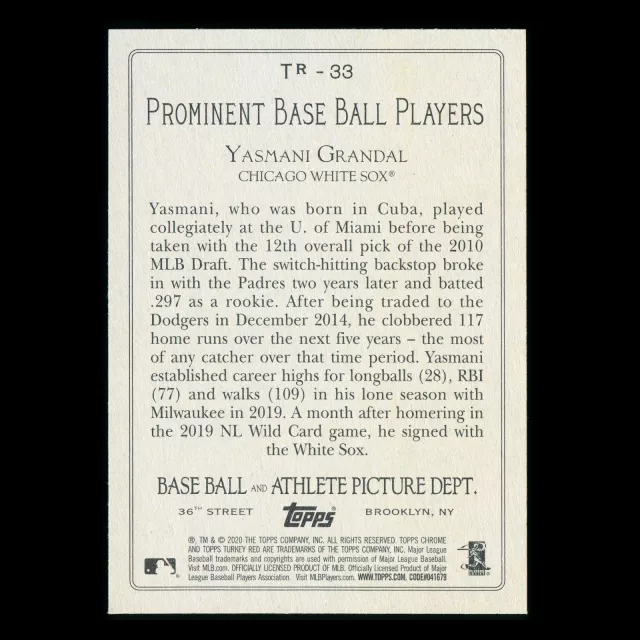 TR - 33
PROMINENT BASE BALL PLAYERS
YASMANI GRANDAL
CHICAGO WHITE SOX®
Yasmani, who was born in Cuba, played
collegiately at the U. of Miami before being
taken with the 12th overall pick of the 2010
MLB Draft. The switch-hitting backstop broke
in with the Padres two years later and batted
.297 as a rookie. After being traded to the
Dodgers in December 2014, he clobbered 117
home runs over the next five years – the most
of any catcher over that time period. Yasmani
established career highs for longballs (28), RBI
(77) and walks (109) in his lone season with
Milwaukee in 2019. A month after homering in
the 2019 NL Wild Card game, he signed with
the White Sox.
BASE BALL AND ATHLETE PICTURE DEPT.
36TH STREET Topps BROOKLYN, NY
®, TM & © 2020 THE TOPPS COMPANY, INC. ALL RIGHTS RESERVED. TOPPS CHROME
AND TOPPS TURKEY RED ARE TRADEMARKS OF THE TOPPS COMPANY, INC. Major League
Baseball trademarks and copyrights are used with permission of Major League Baseball.
Visit MLB.com. OFFICIALLY LICENSED PRODUCT OF MLB. Officially Licensed Product of Major
League Baseball Players Association. Visit MLBPlayers.com. WWW.TOPPS.COM. CODE#041679